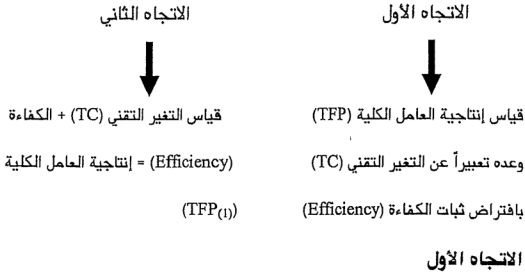 الاتجاه الأول
قياس إنتاجية العامل الكلية (TFP)
وعده تعبيراً عن التغير التقني (TC)
بافتراض ثبات الكفاءة (Efficiency)
الاتجاه الثاني
قياس التغير التقني (TC) + الكفاءة
(Efficiency) = إنتاجية العامل الكلية
(TFP(1))
الاتجاه الأول